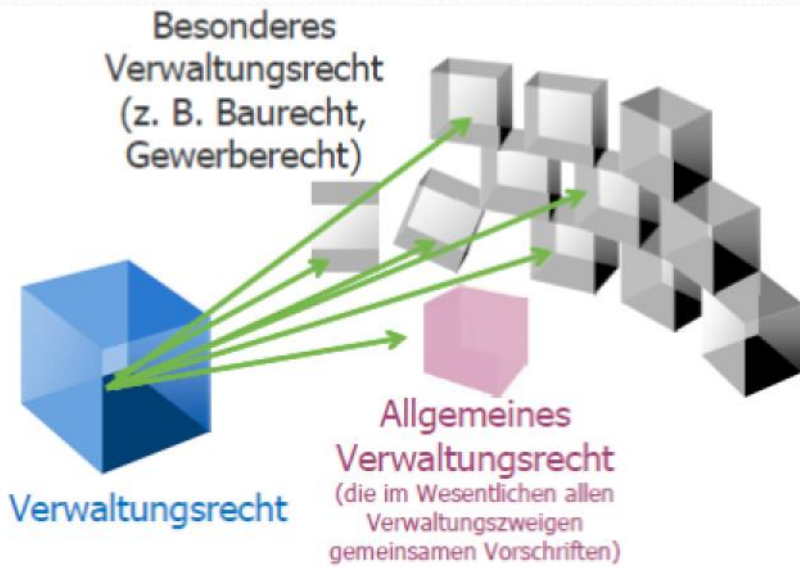 Besonderes
Verwaltungsrecht
(z. B. Baurecht,
Gewerberecht)
Verwaltungsrecht
Allgemeines
Verwaltungsrecht
(die im Wesentlichen allen
Verwaltungszweigen
gemeinsamen Vorschriften)